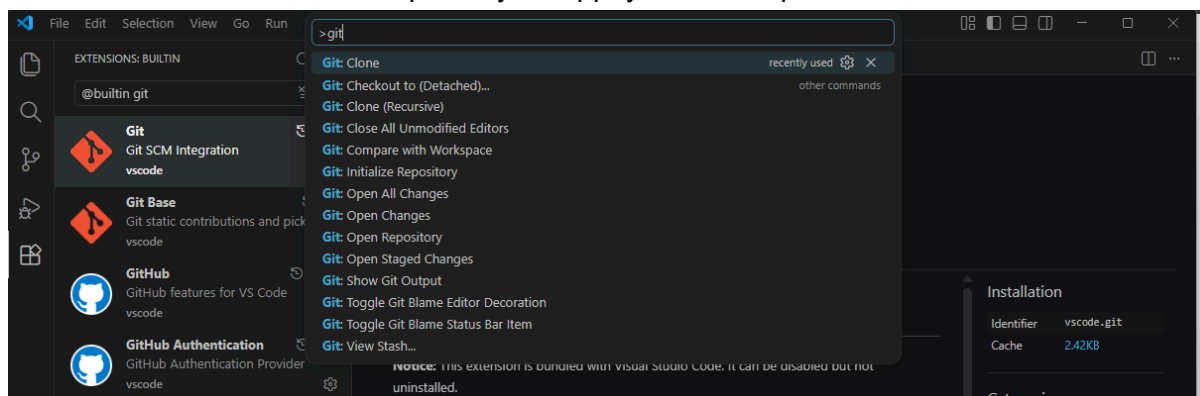 File Edit Selection View Go Run
>git
EXTENSIONS: BUILTIN
@builtin git
Git
Git SCM Integration
vscode
Git Base
Git static contributions and pick
vscode
GitHub
GitHub features for VS Code
vscode
GitHub Authentication
GitHub Authentication Provider
vscode
Git: Clone recently used
Git: Checkout to (Detached)... other commands
Git: Clone (Recursive)
Git: Close All Unmodified Editors
Git: Compare with Workspace
Git: Initialize Repository
Git: Open All Changes
Git: Open Changes
Git: Open Repository
Git: Open Staged Changes
Git: Show Git Output
Git: Toggle Git Blame Editor Decoration
Git: Toggle Git Blame Status Bar Item
Git: View Stash...
Notice: This extension is bundled with Visual Studio Code. It can be disabled but not
uninstalled.
Installation
Identifier vscode.git
Cache 2.42KB